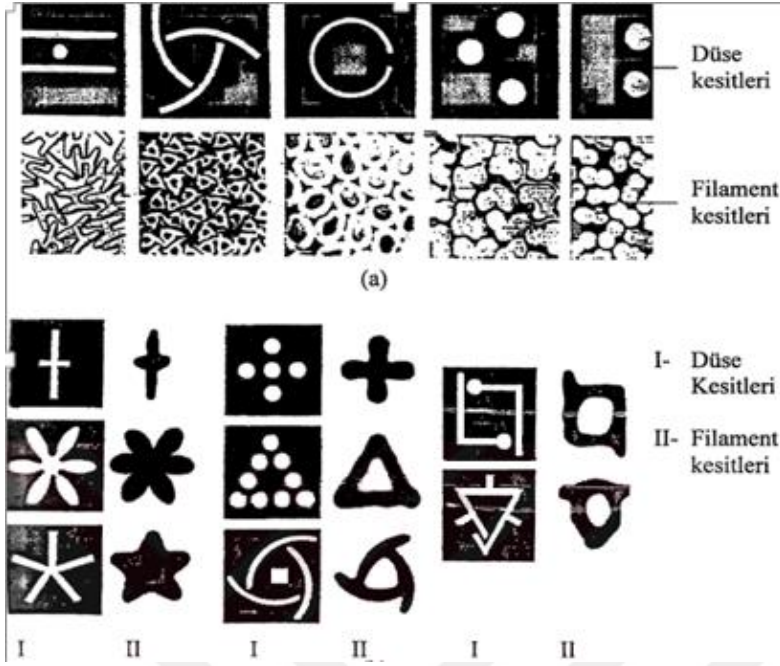 Düse
kesitleri
Filament
kesitleri
(a)
I- Düse
Kesitleri
II- Filament
kesitleri
I II I II I II